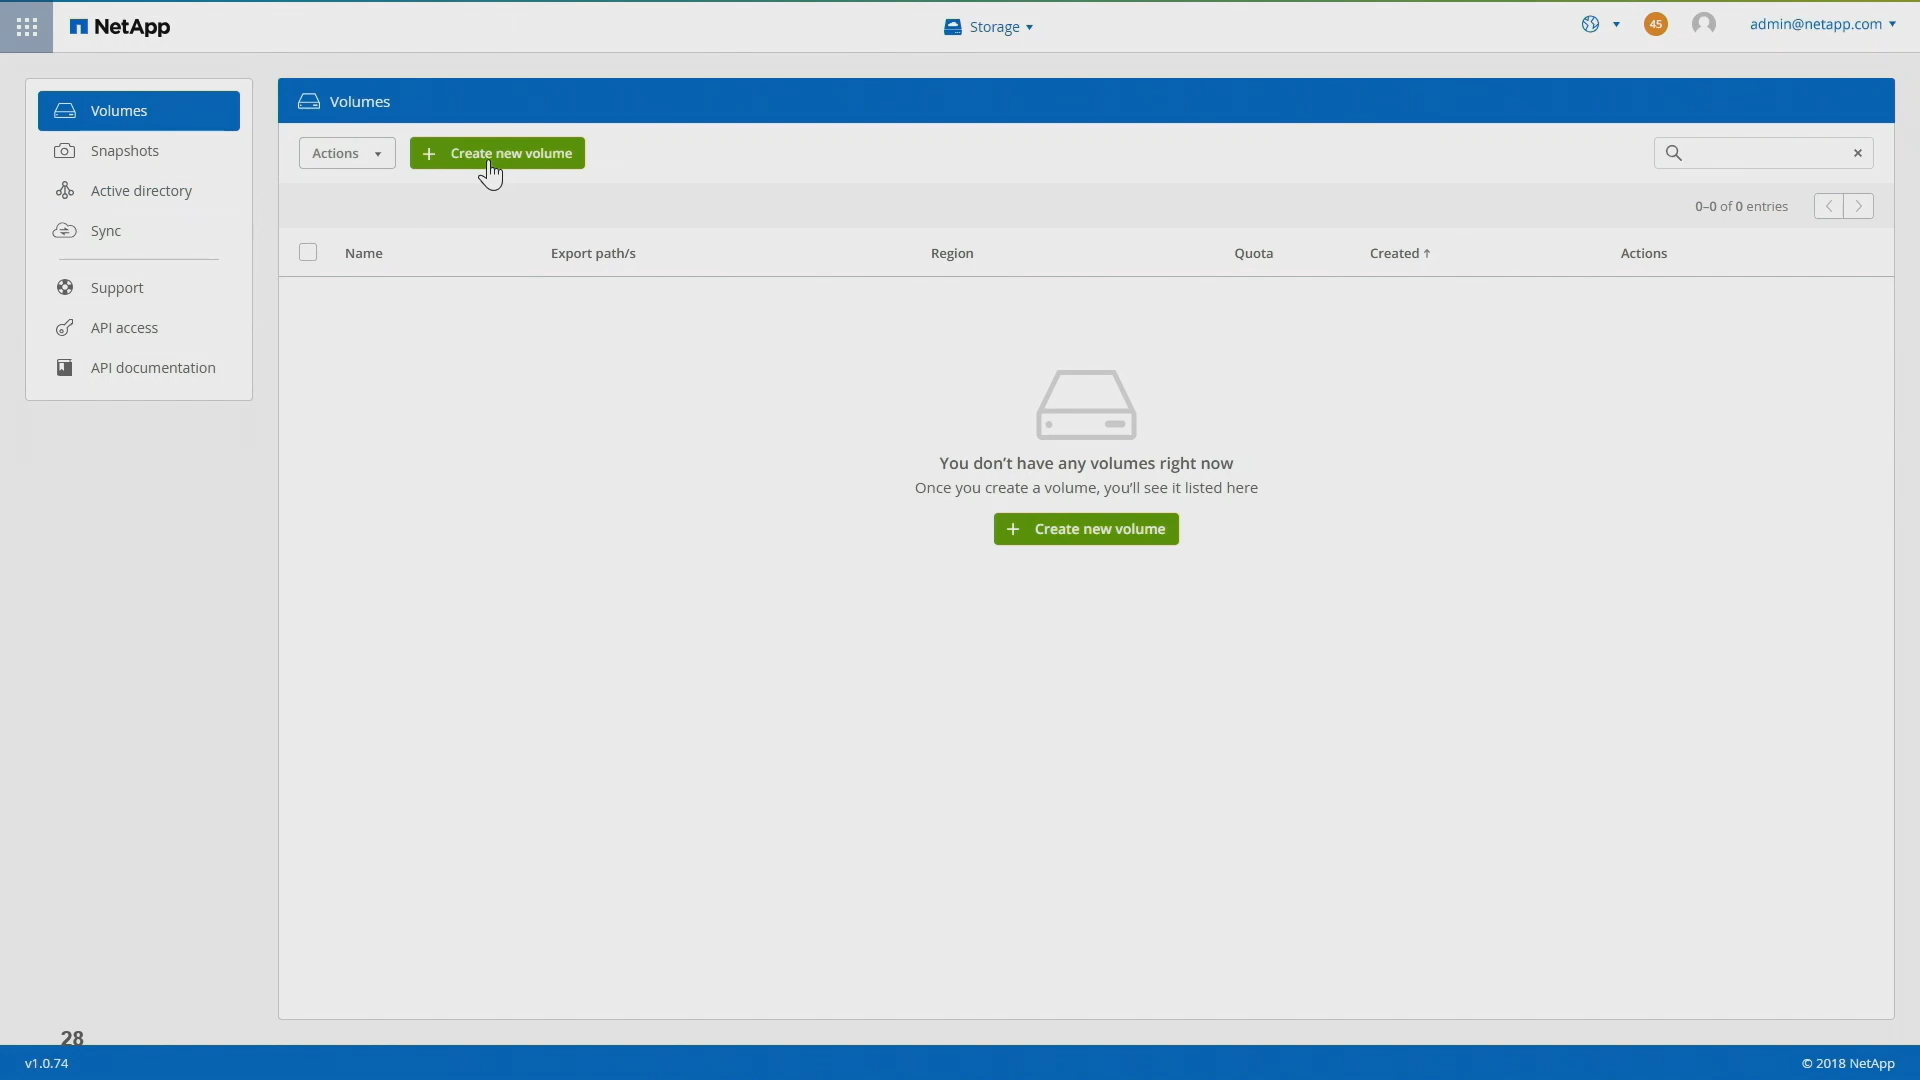 NetApp
Storage
45
admin@netapp.com
Volumes
Snapshots
Active directory
Sync
Support
API access
API documentation
Volumes
Actions
+ Create new volume
×
0–0 of 0 entries
Name Export path/s Region Quota Created ↑ Actions
You don't have any volumes right now
Once you create a volume, you'll see it listed here
+ Create new volume
28
v1.0.74
© 2018 NetApp